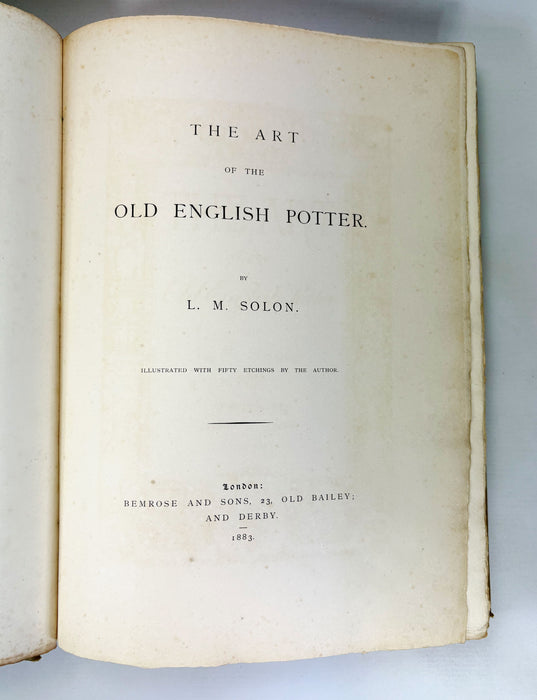 THE ART
OF THE
OLD ENGLISH POTTER.
BY
L. M. SOLON.
ILLUSTRATED WITH FIFTY ETCHINGS BY THE AUTHOR.
London:
BEMROSE AND SONS, 23, OLD BAILEY;
AND DERBY.
1883.